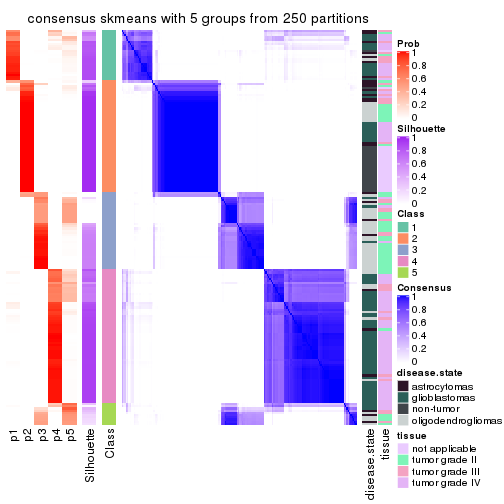 consensus skmeans with 5 groups from 250 partitions
p1
p2
p3
p4
p5
Silhouette
Class
disease.state
tissue
Prob
1
0.8
0.6
0.4
0.2
0
Silhouette
1
0.8
0.6
0.4
0.2
0
Class
1
2
3
4
5
Consensus
1
0.8
0.6
0.4
0.2
0
disease.state
astrocytomas
glioblastomas
non-tumor
oligodendrogliomas
tissue
not applicable
tumor grade II
tumor grade III
tumor grade IV